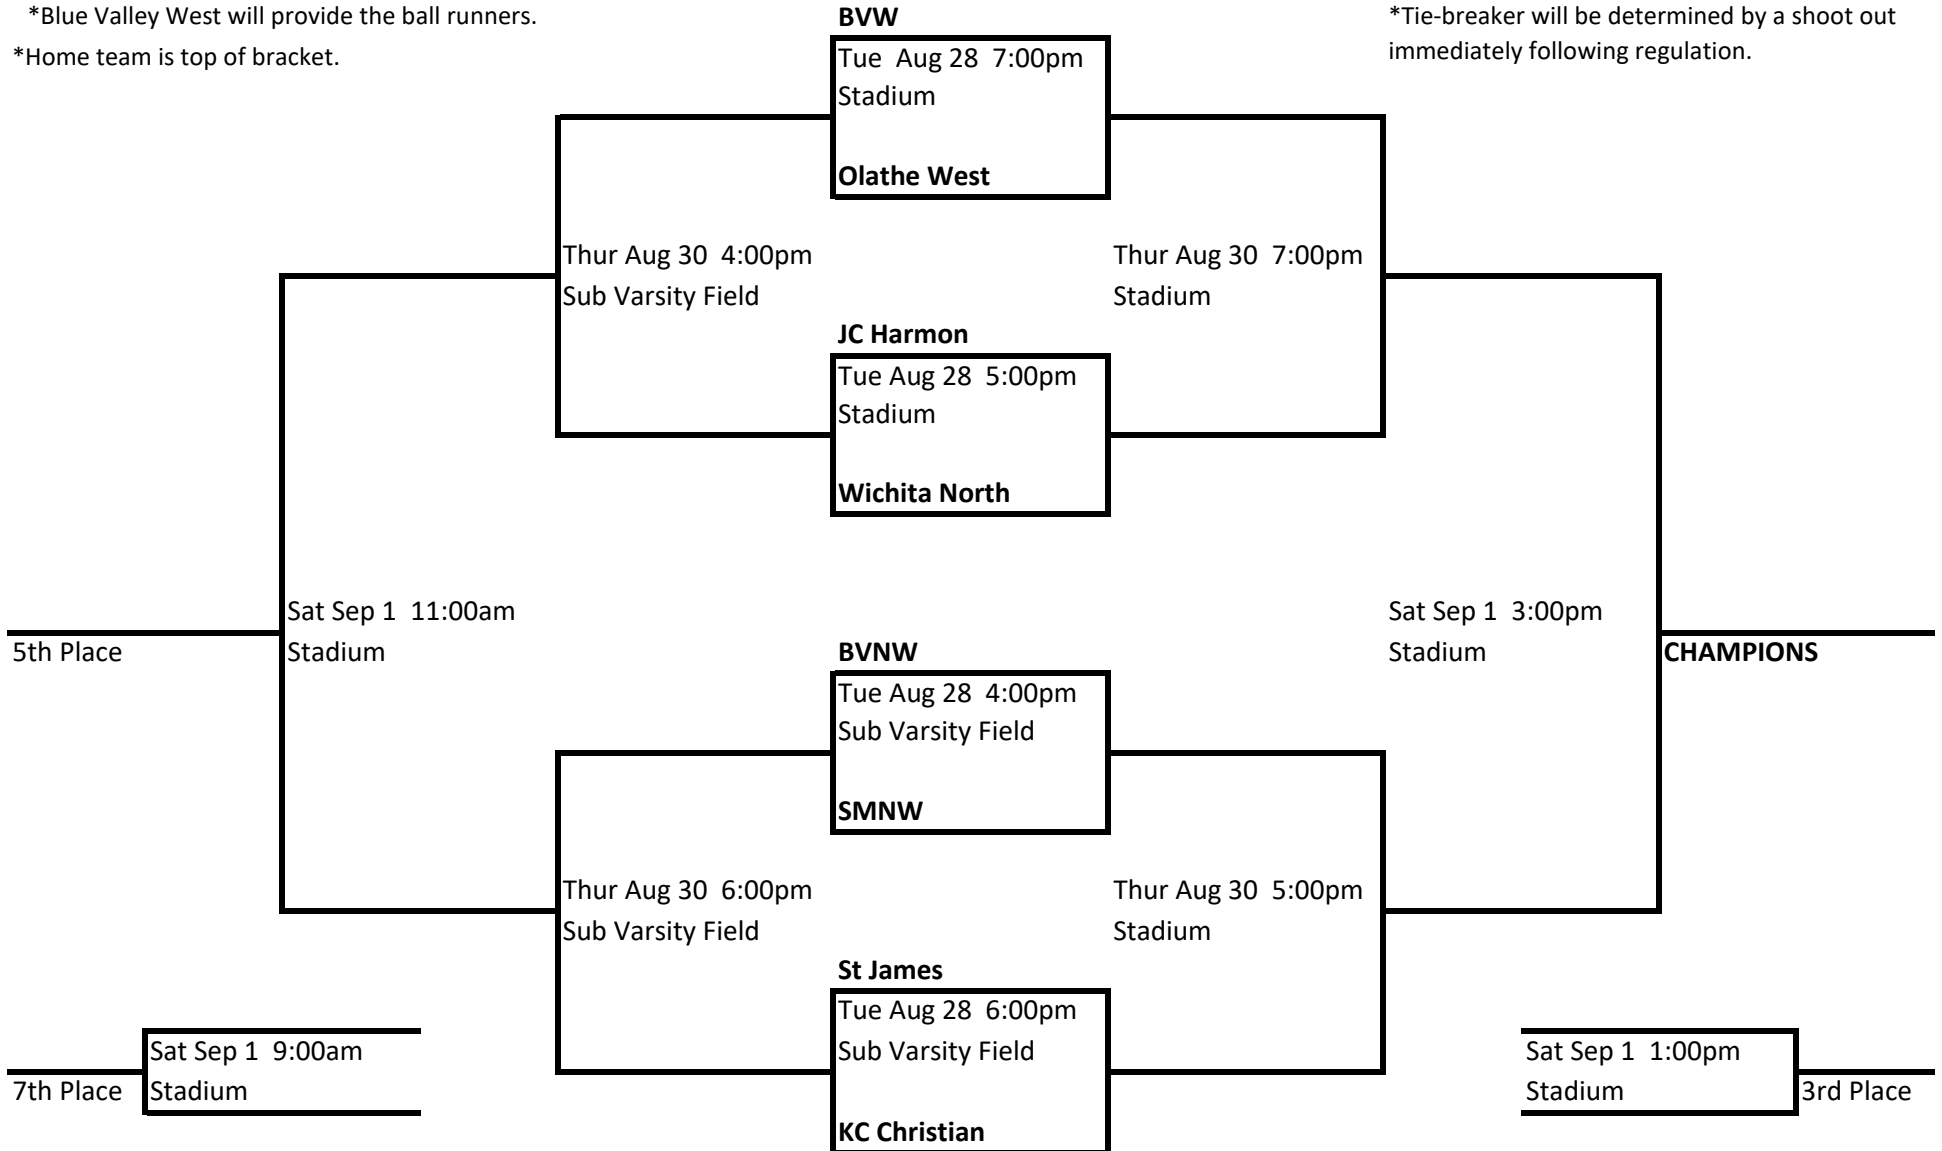 *Blue Valley West will provide the ball runners.
*Home team is top of bracket.
*Tie-breaker will be determined by a shoot out
immediately following regulation.
BVW
Tue  Aug 28  7:00pm
Stadium
Olathe West
Thur Aug 30  4:00pm
Sub Varsity Field
Thur Aug 30  7:00pm
Stadium
JC Harmon
Tue Aug 28  5:00pm
Stadium
Wichita North
Sat Sep 1  11:00am
Stadium
5th Place
Sat Sep 1  3:00pm
Stadium
CHAMPIONS
BVNW
Tue Aug 28  4:00pm
Sub Varsity Field
SMNW
Thur Aug 30  6:00pm
Sub Varsity Field
Thur Aug 30  5:00pm
Stadium
St James
Tue Aug 28  6:00pm
Sub Varsity Field
KC Christian
Sat Sep 1  9:00am
Stadium
7th Place
Sat Sep 1  1:00pm
Stadium
3rd Place